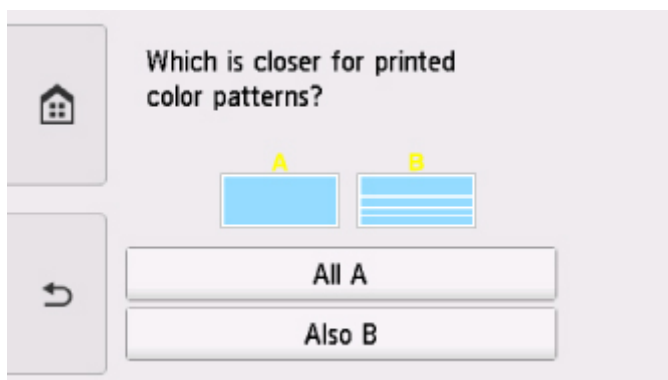 Which is closer for printed
color patterns?
A B
All A
Also B